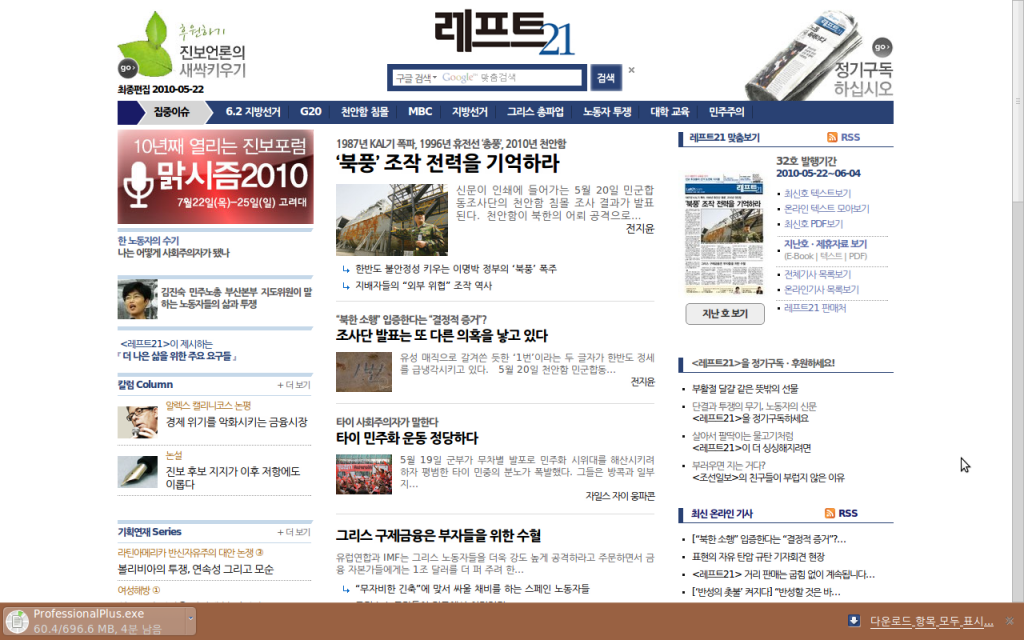 후원하기
진보언론의
새싹키우기
go
최종편집 2010-05-22
레프트21
구글 검색 Google™ 맞춤검색
검색
go
정기구독
하십시오
집중이슈
6.2 지방선거
G20
천안함 침몰
MBC
지방선거
그리스 총파업
노동자 투쟁
대학 교육
민주주의
10년째 열리는 진보포럼
맑시즘2010
7월22일(목)~25일(일) 고려대
한 노동자의 수기
나는 어떻게 사회주의자가 됐나
김진숙 민주노총 부산본부 지도위원이 말
하는 노동자들의 삶과 투쟁
<레프트21>이 제시하는
『더 나은 삶을 위한 주요 요구들』
칼럼 Column
+ 더 보기
알렉스 캘리니코스 논평
경제 위기를 악화시키는 금융시장
논설
진보 후보 지지가 이후 저항에도
이롭다
기획연재 Series
+ 더 보기
라틴아메리카 반신자유주의 대안 논쟁 ③
볼리비아의 투쟁, 연속성 그리고 모순
여성해방 ①
1987년 KAL기 폭파, 1996년 휴전선 '총풍', 2010년 천안함
'북풍' 조작 전력을 기억하라
신문이 인쇄에 들어가는 5월 20일 민군합
동조사단의 천안함 침몰 조사 결과가 발표
된다. 천안함이 북한의 어뢰 공격으로...
전지윤
한반도 불안정성 키우는 이명박 정부의 '북풍' 폭주
지배자들의 "외부 위협" 조작 역사
"북한 소행" 입증한다는 "결정적 증거"?
조사단 발표는 또 다른 의혹을 낳고 있다
유성 매직으로 갈겨쓴 듯한 '1번'이라는 두 글자가 한반도 정세
를 급냉각시키고 있다. 5월 20일 천안함 민군합동...
전지윤
타이 사회주의자가 말한다
타이 민주화 운동 정당하다
5월 19일 군부가 무차별 발포로 민주화 시위대를 해산시키려
하자 평범한 타이 민중의 분노가 폭발했다. 그들은 방콕과 일부
지...
자일스 자이 웅파콘
그리스 구제금융은 부자들을 위한 수혈
유럽연합과 IMF는 그리스 노동자들을 더욱 강도 높게 공격하라고 주문하면서 금
융 자본가들에게는 1조 달러를 더 퍼 주려 한...
"무자비한 긴축"에 맞서 싸울 채비를 하는 스페인 노동자들
레프트21 맞춤보기
RSS
32호 발행기간
2010-05-22~06-04
최신호 텍스트보기
온라인 텍스트 모아보기
최신호 PDF보기
지난호 · 제휴자료 보기
(E-Book | 텍스트 | PDF)
전체기사 목록보기
온라인기사 목록보기
레프트21 판매처
지난 호 보기
<레프트21>을 정기구독 · 후원하세요!
부활절 달걀 같은 뜻밖의 선물
단결과 투쟁의 무기, 노동자의 신문
<레프트21>을 정기구독하세요
살아서 팔딱이는 물고기처럼
<레프트21>이 더 싱싱해지려면
부러우면 지는 거다?
<조선일보>의 친구들이 부럽지 않은 이유
최신 온라인 기사
RSS
["북한 소행" 입증한다는 "결정적 증거"?...
표현의 자유 탄압 규탄 기자회견 현장
<레프트21> 거리 판매는 굽힘 없이 계속됩니다...
['반성의 촛불' 켜지다] "반성할 것은 바...
ProfessionalPlus.exe
60.4/696.6 MB, 4분 남음
다운로드 항목 모두 표시...